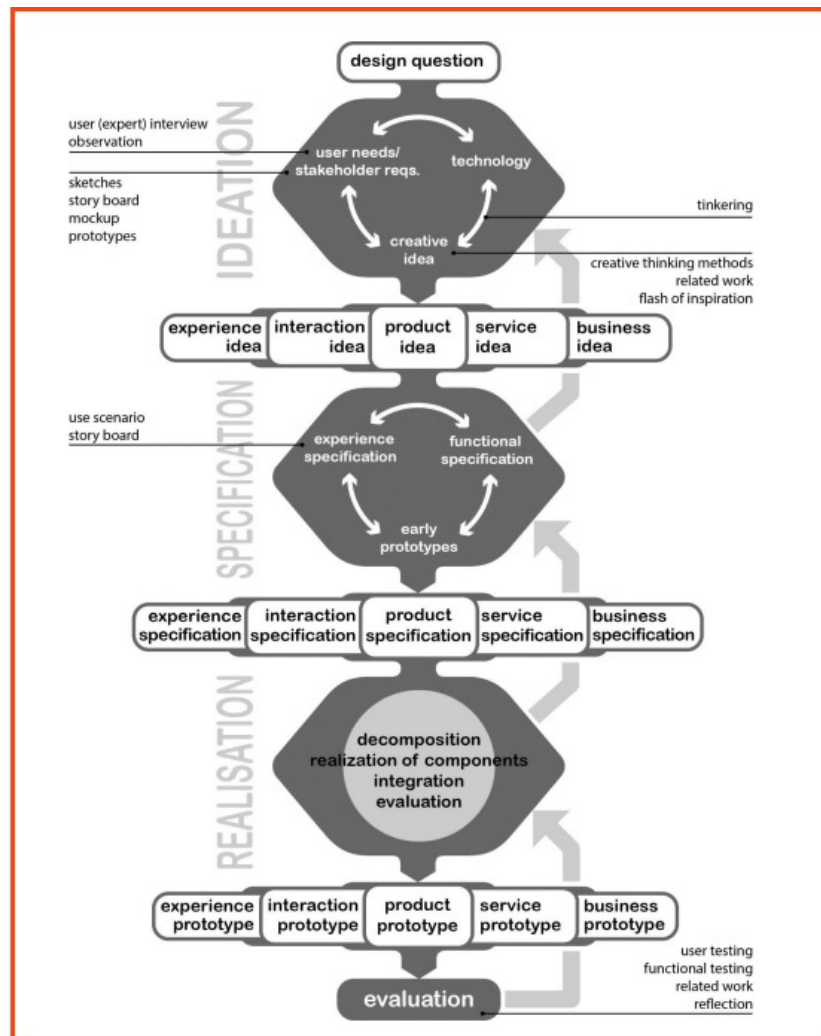 design question
IDEATION
user (expert) interview
observation
sketches
story board
mockup
prototypes
user needs/
stakeholder reqs.
technology
creative
idea
tinkering
creative thinking methods
related work
flash of inspiration
experience
idea
interaction
idea
product
idea
service
idea
business
idea
SPECIFICATION
use scenario
story board
experience
specification
functional
specification
early
prototypes
experience
specification
interaction
specification
product
specification
service
specification
business
specification
REALISATION
decomposition
realization of components
integration
evaluation
experience
prototype
interaction
prototype
product
prototype
service
prototype
business
prototype
evaluation
user testing
functional testing
related work
reflection